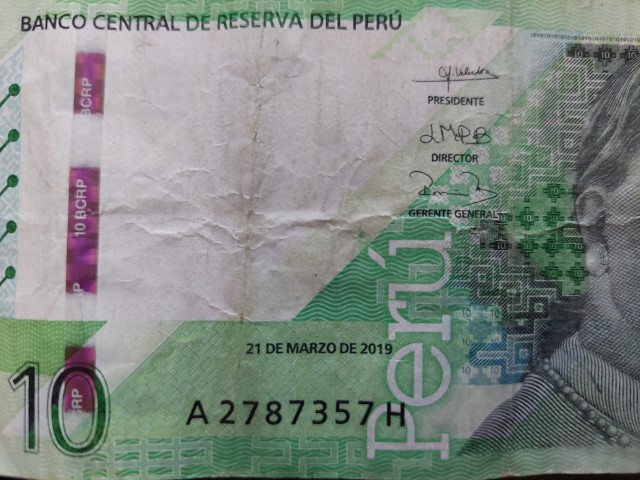 BANCO CENTRAL DE RESERVA DEL PERÚ
BCRP
PRESIDENTE
DIRECTOR
10 BCRP
GERENTE GENERAL
Perú
21 DE MARZO DE 2019
10
RP
A 2787357 H